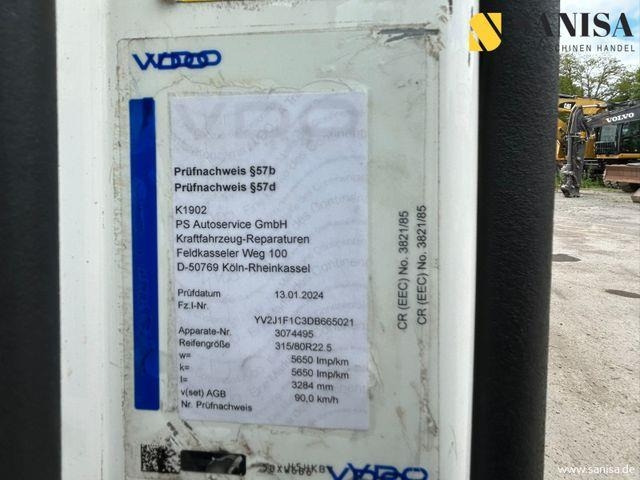 SANISA
MASCHINEN HANDEL
VDO
Prüfnachweis §57b
Prüfnachweis §57d
K1902
PS Autoservice GmbH
Kraftfahrzeug-Reparaturen
Feldkasseler Weg 100
D-50769 Köln-Rheinkassel
Prüfdatum 13.01.2024
Fz.I-Nr. YV2J1F1C3DB665021
Apparate-Nr. 3074495
Reifengröße 315/80R22.5
w= 5650 Imp/km
k= 5650 Imp/km
l= 3284 mm
v(set) AGB 90,0 km/h
Nr. Prüfnachweis
CR (EEC) No. 3821/85
CR (EEC) No. 3821/85
CAT
VOLVO
www.sanisa.de